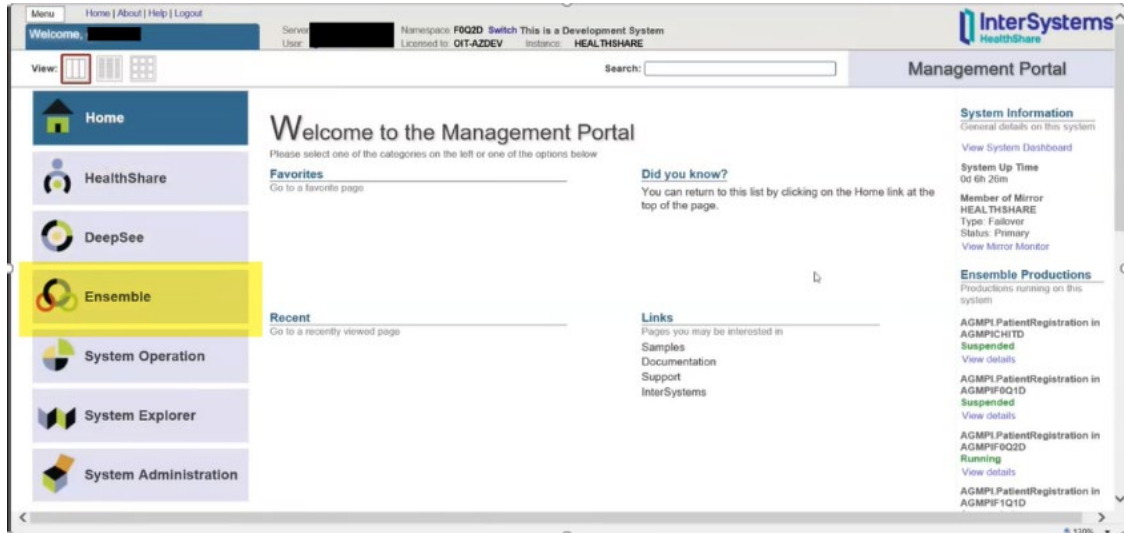 Menu Home | About | Help | Logout
Welcome,
Server
User:
Namespace: F0Q2D Switch This is a Development System
Licensed to: OIT-AZDEV Instance: HEALTHSHARE
InterSystems
HealthShare
View:
Search:
Management Portal
Home
HealthShare
DeepSee
Ensemble
System Operation
System Explorer
System Administration
Welcome to the Management Portal
Please select one of the categories on the left or one of the options below
Favorites
Go to a favorite page
Did you know?
You can return to this list by clicking on the Home link at the
top of the page.
Recent
Go to a recently viewed page
Links
Pages you may be interested in
Samples
Documentation
Support
InterSystems
System Information
General details on this system
View System Dashboard
System Up Time
0d 6h 26m
Member of Mirror
HEALTHSHARE
Type: Failover
Status: Primary
View Mirror Monitor
Ensemble Productions
Productions running on this
system
AGMPI.PatientRegistration in
AGMPICHITD
Suspended
View details
AGMPI.PatientRegistration in
AGMPIF0Q1D
Suspended
View details
AGMPI.PatientRegistration in
AGMPIF0Q2D
Running
View details
AGMPI.PatientRegistration in
AGMPIF1Q1D